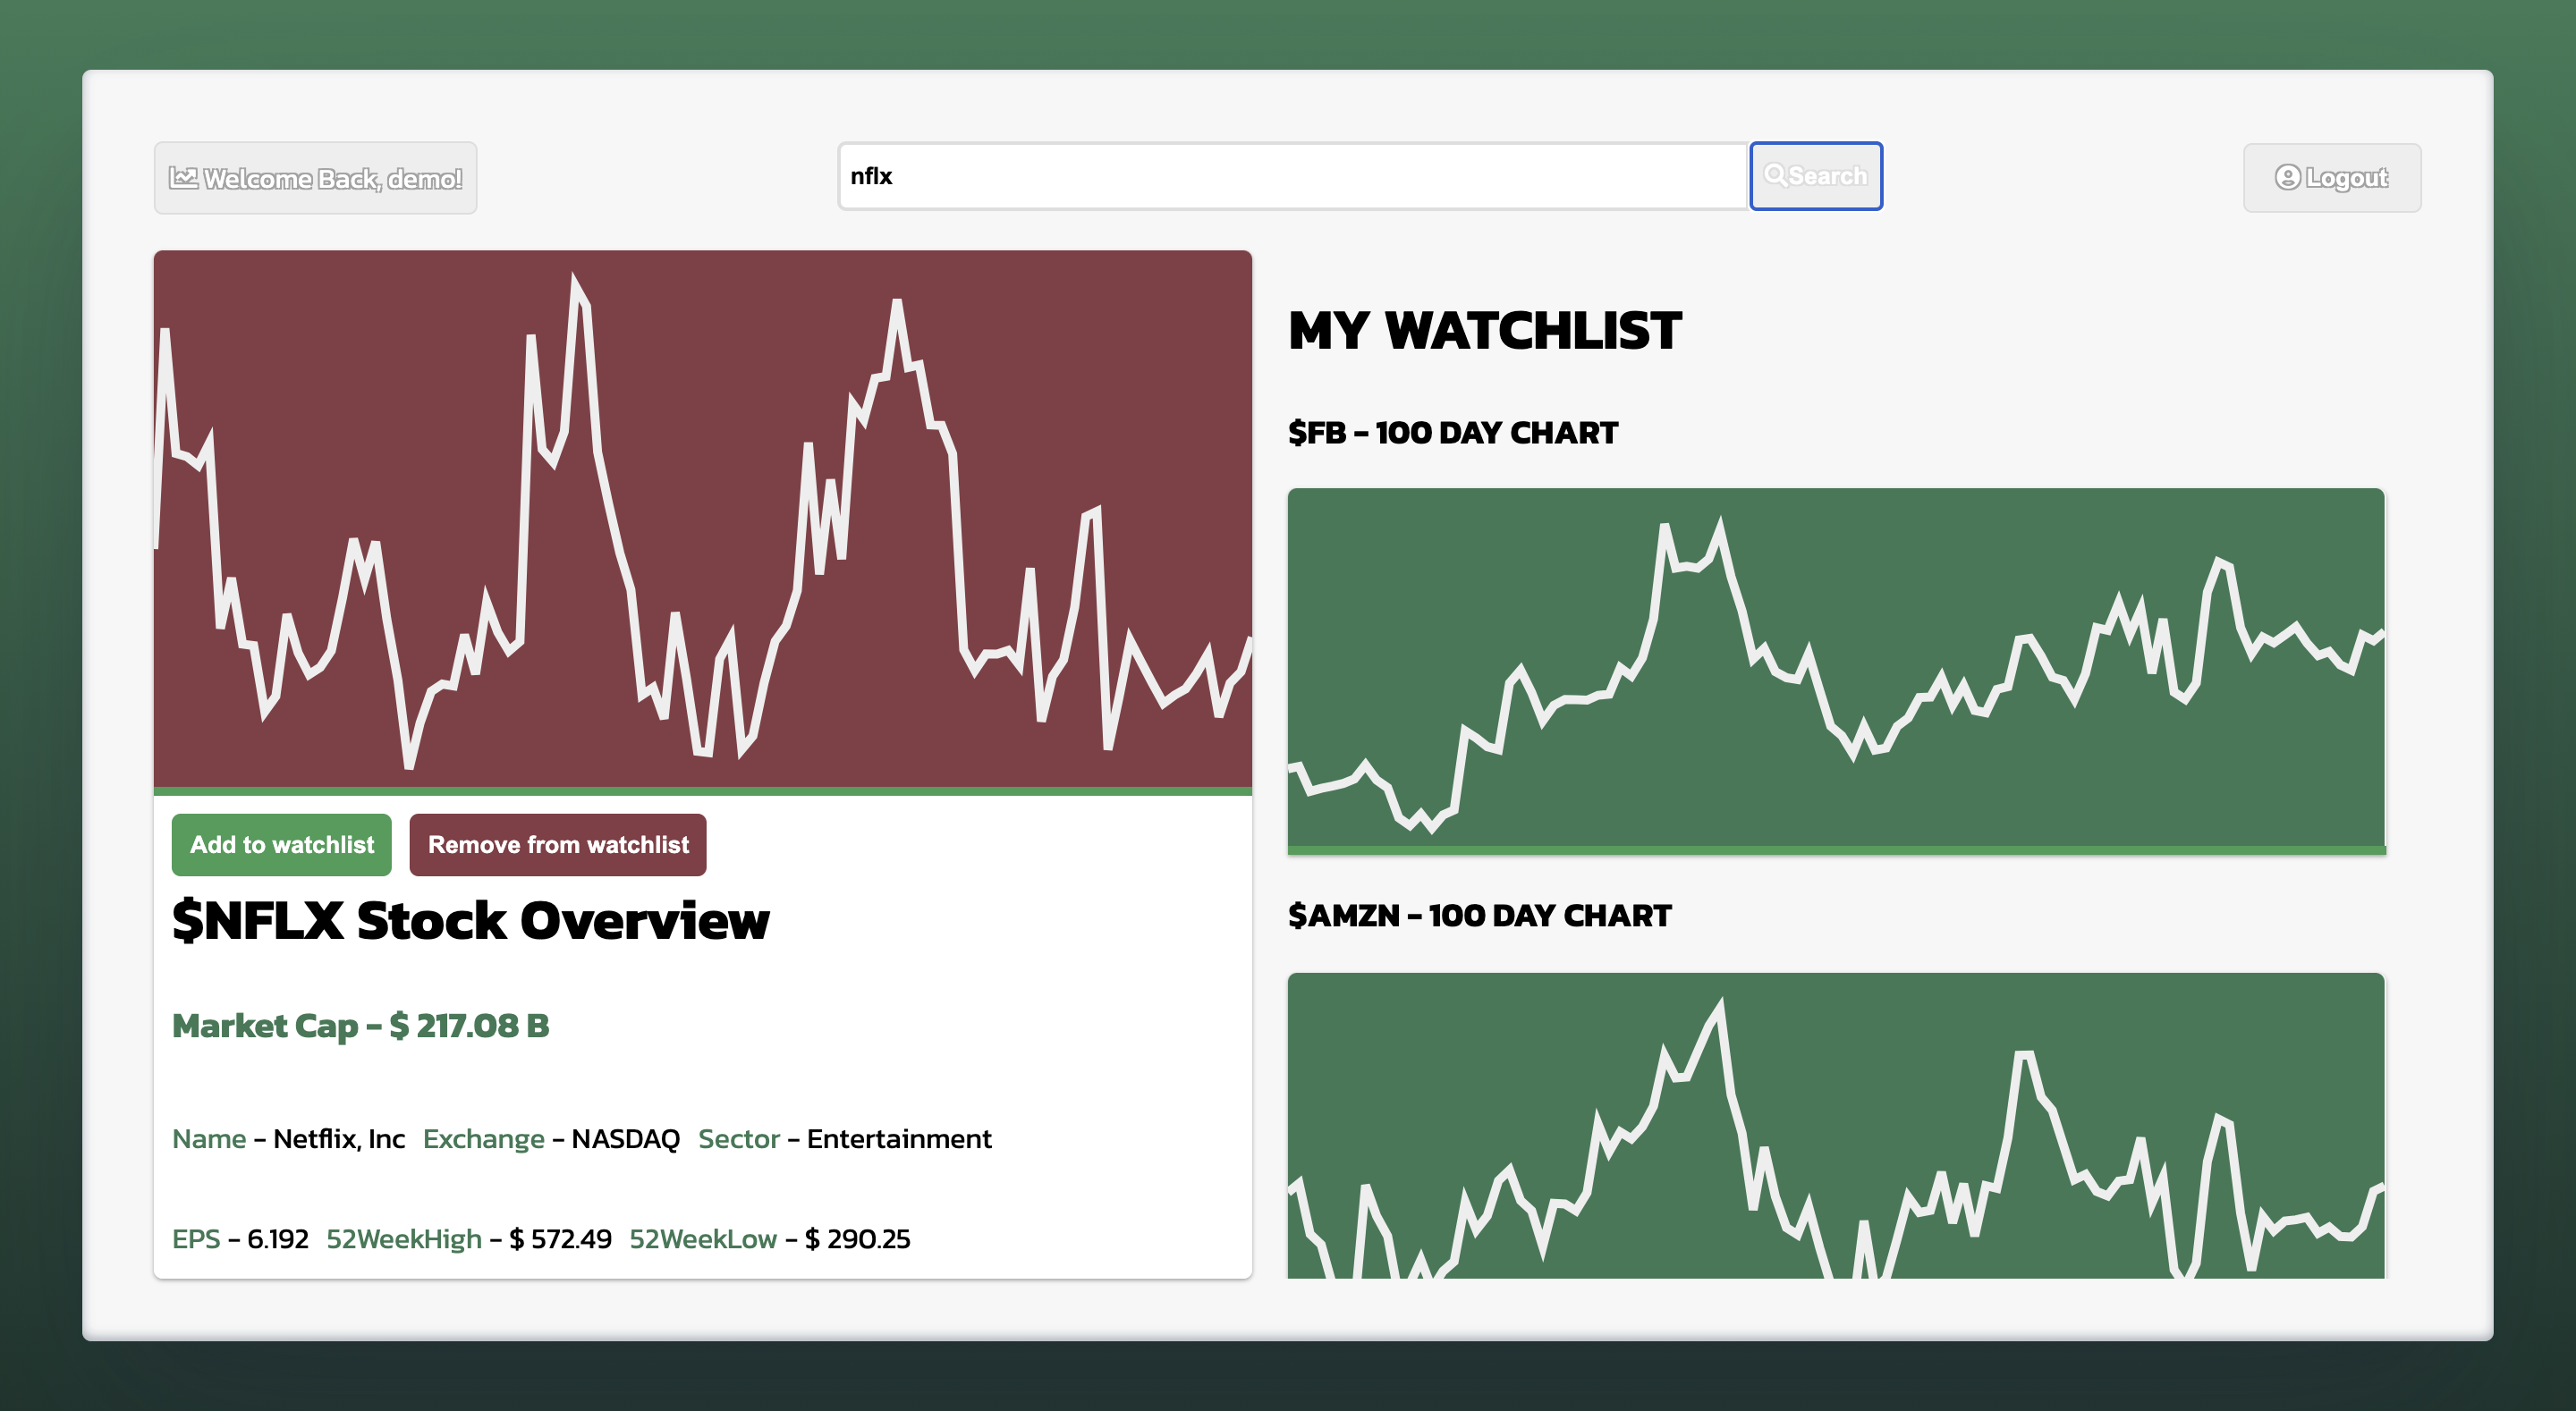 Welcome Back, demo!
nflx
Search
Logout
Add to watchlist
Remove from watchlist
$NFLX Stock Overview
Market Cap - $ 217.08 B
Name - Netflix, Inc Exchange - NASDAQ Sector - Entertainment
EPS - 6.192 52WeekHigh - $ 572.49 52WeekLow - $ 290.25
MY WATCHLIST
$FB - 100 DAY CHART
$AMZN - 100 DAY CHART